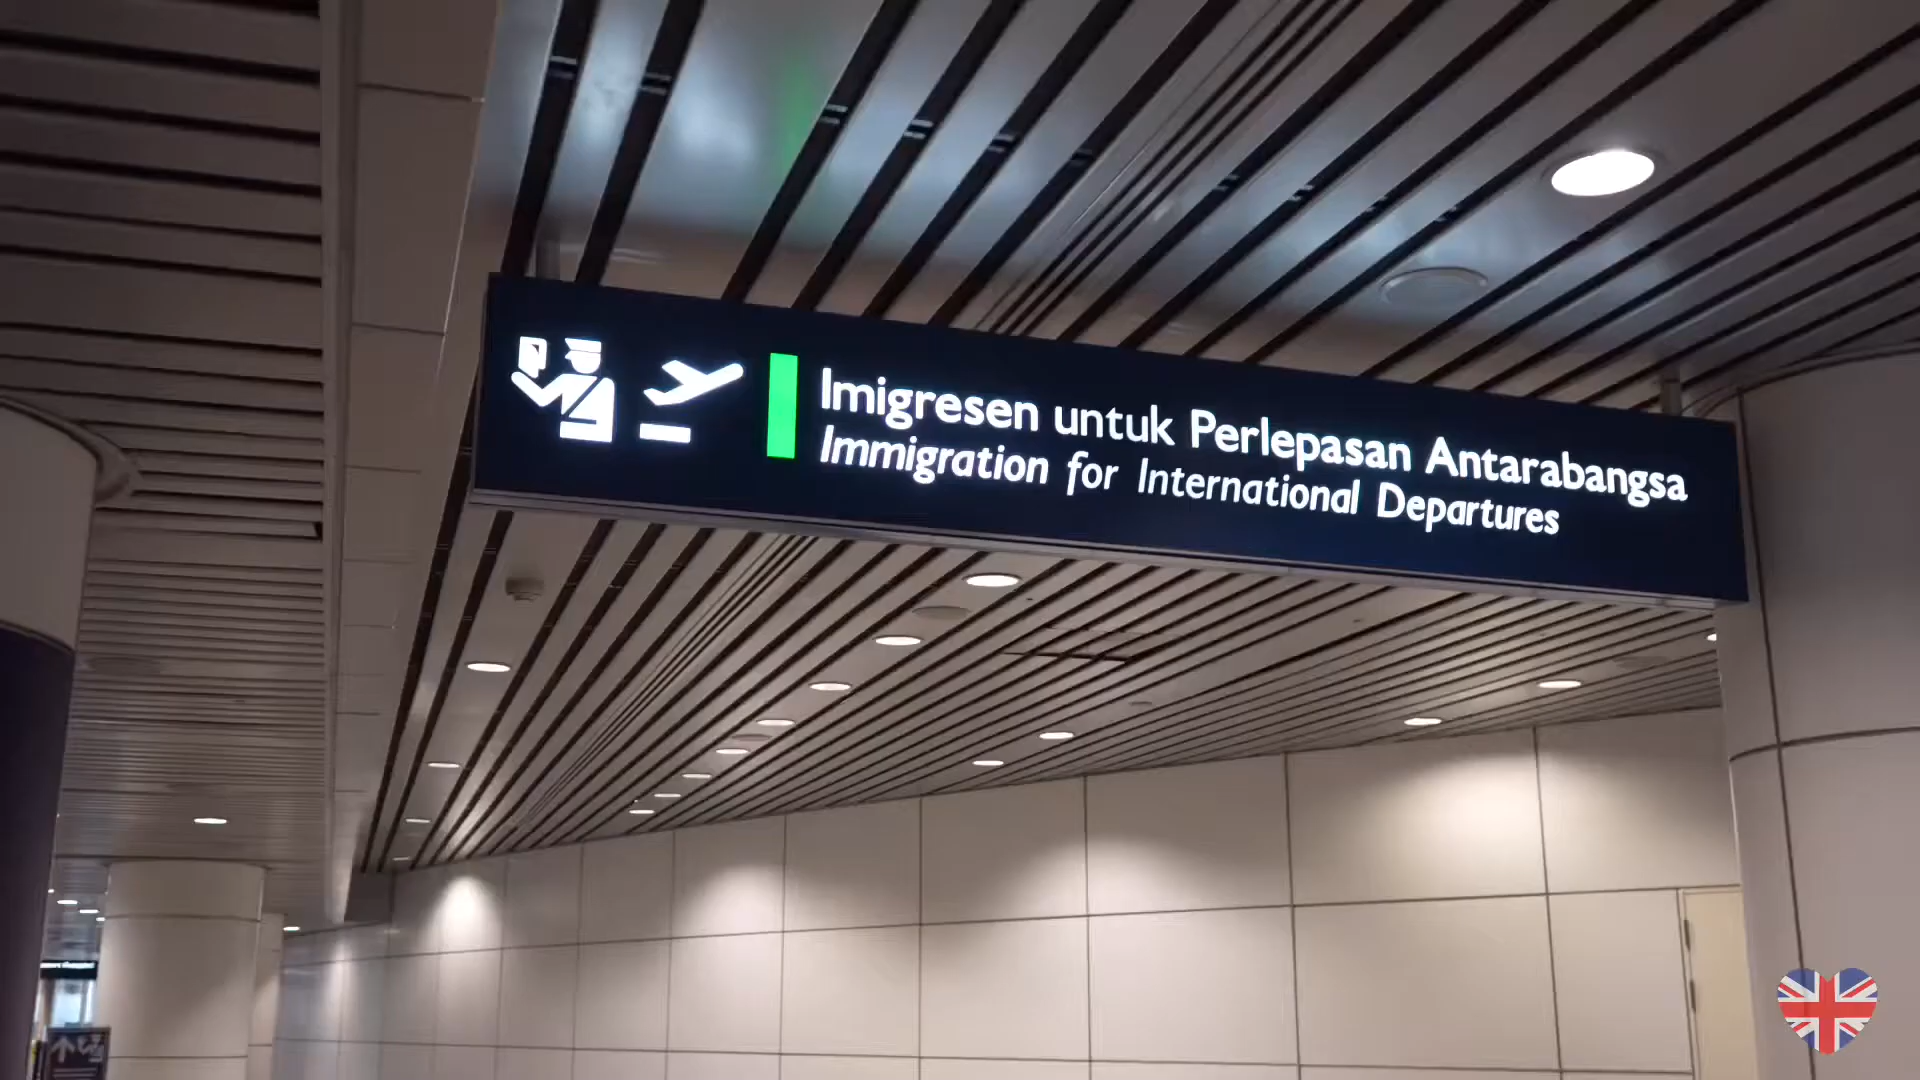 Imigresen untuk Perlepasan Antarabangsa
Immigration for International Departures